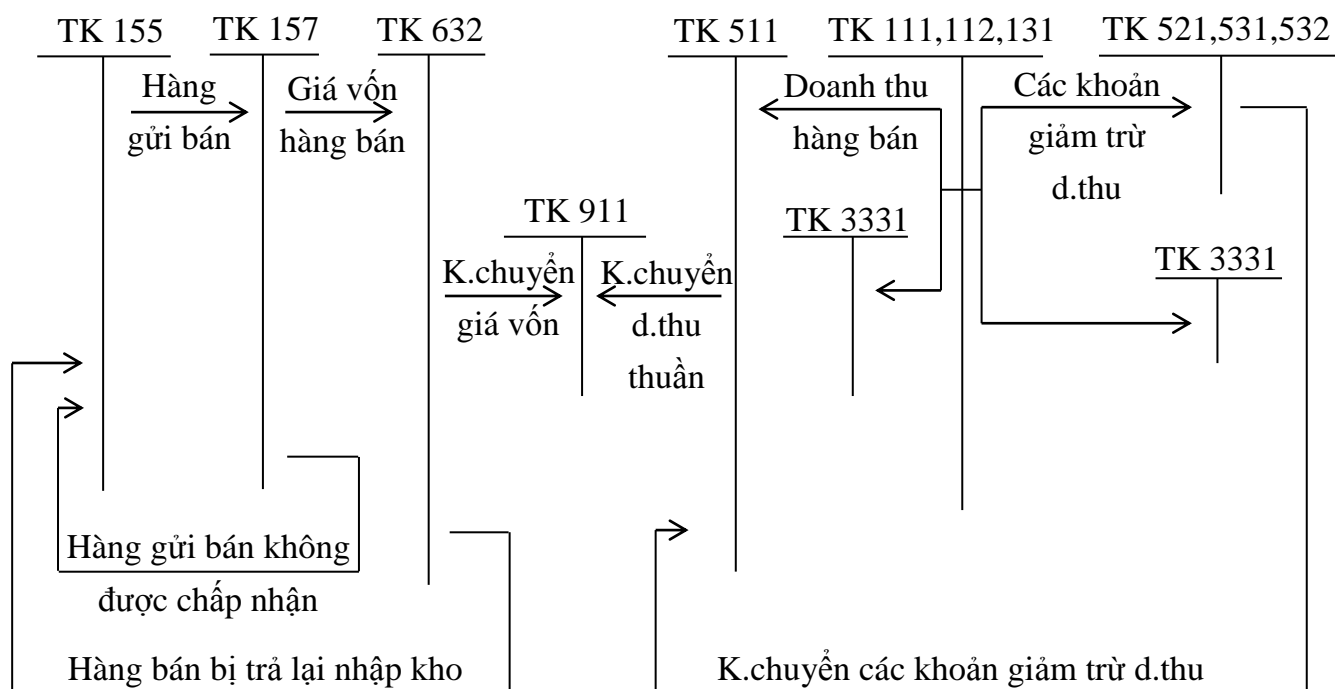 TK 155
TK 157
TK 632
TK 511
TK 111,112,131
TK 521,531,532
Hàng
gửi bán
Giá vốn
hàng bán
Doanh thu
hàng bán
Các khoản
giảm trừ
d.thu
TK 911
TK 3331
TK 3331
K.chuyển
giá vốn
K.chuyển
d.thu
thuần
Hàng gửi bán không
được chấp nhận
Hàng bán bị trả lại nhập kho
K.chuyển các khoản giảm trừ d.thu